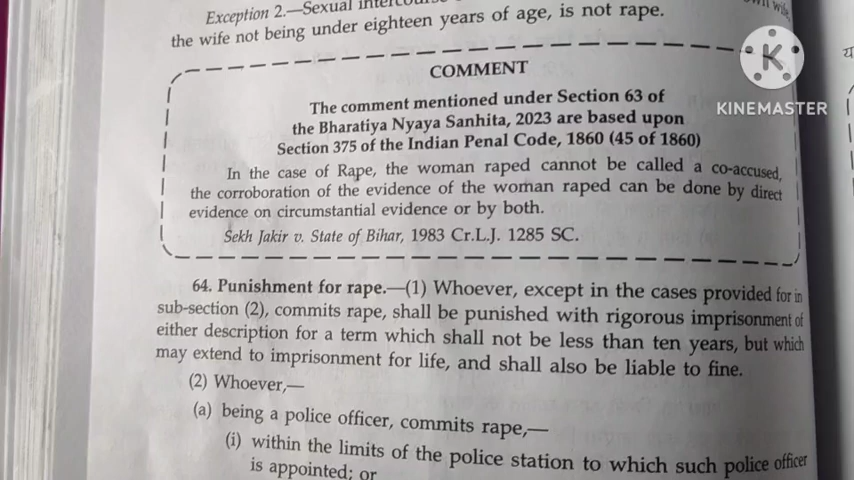 Exception 2.—Sexual intercourse
the wife not being under eighteen years of age, is not rape.
COMMENT
The comment mentioned under Section 63 of
the Bharatiya Nyaya Sanhita, 2023 are based upon
Section 375 of the Indian Penal Code, 1860 (45 of 1860)
In the case of Rape, the woman raped cannot be called a co-accused,
the corroboration of the evidence of the woman raped can be done by direct
evidence on circumstantial evidence or by both.
Sekh Jakir v. State of Bihar, 1983 Cr.L.J. 1285 SC.
64. Punishment for rape.—(1) Whoever, except in the cases provided for in
sub-section (2), commits rape, shall be punished with rigorous imprisonment of
either description for a term which shall not be less than ten years, but which
may extend to imprisonment for life, and shall also be liable to fine.
(2) Whoever,—
(a) being a police officer, commits rape,—
(i) within the limits of the police station to which such police officer
is appointed; or
K
KINEMASTER